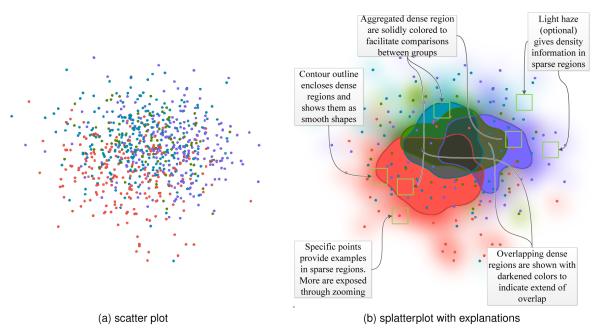 Aggregated dense region
are solidly colored to
facilitate comparisons
between groups
Light haze
(optional)
gives density
information in
sparse regions
Contour outline
encloses dense
regions and
shows them as
smooth shapes
Specific points
provide examples
in sparse regions.
More are exposed
through zooming
Overlapping dense
regions are shown with
darkened colors to
indicate extend of
overlap
(a) scatter plot
(b) splatterplot with explanations